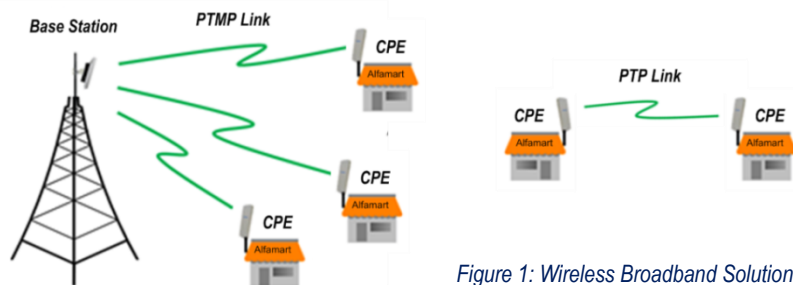 Base Station
PTMP Link
CPE
Alfamart
CPE
Alfamart
CPE
Alfamart
PTP Link
CPE
Alfamart
CPE
Alfamart
Figure 1: Wireless Broadband Solution